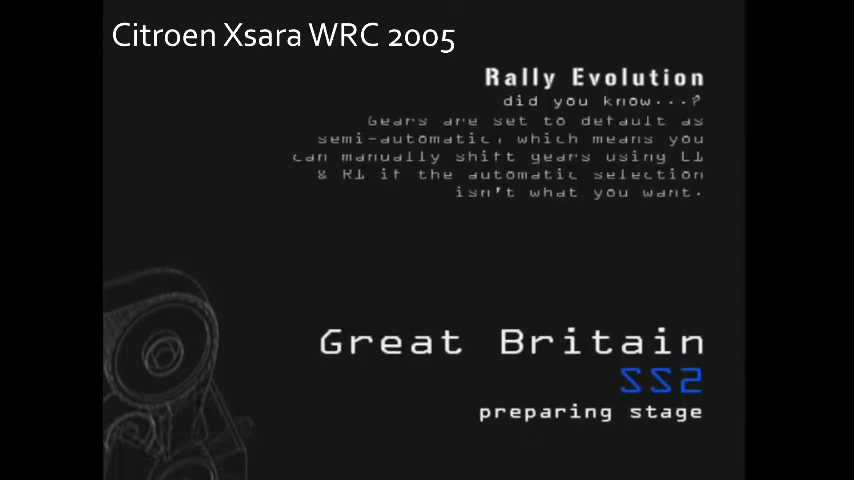 Citroen Xsara WRC 2005
Rally Evolution
did you know...?
Gears are set to default as
semi-automatic, which means you
can manually shift gears using L1
& R1 if the automatic selection
isn't what you want.
Great Britain
SS2
preparing stage